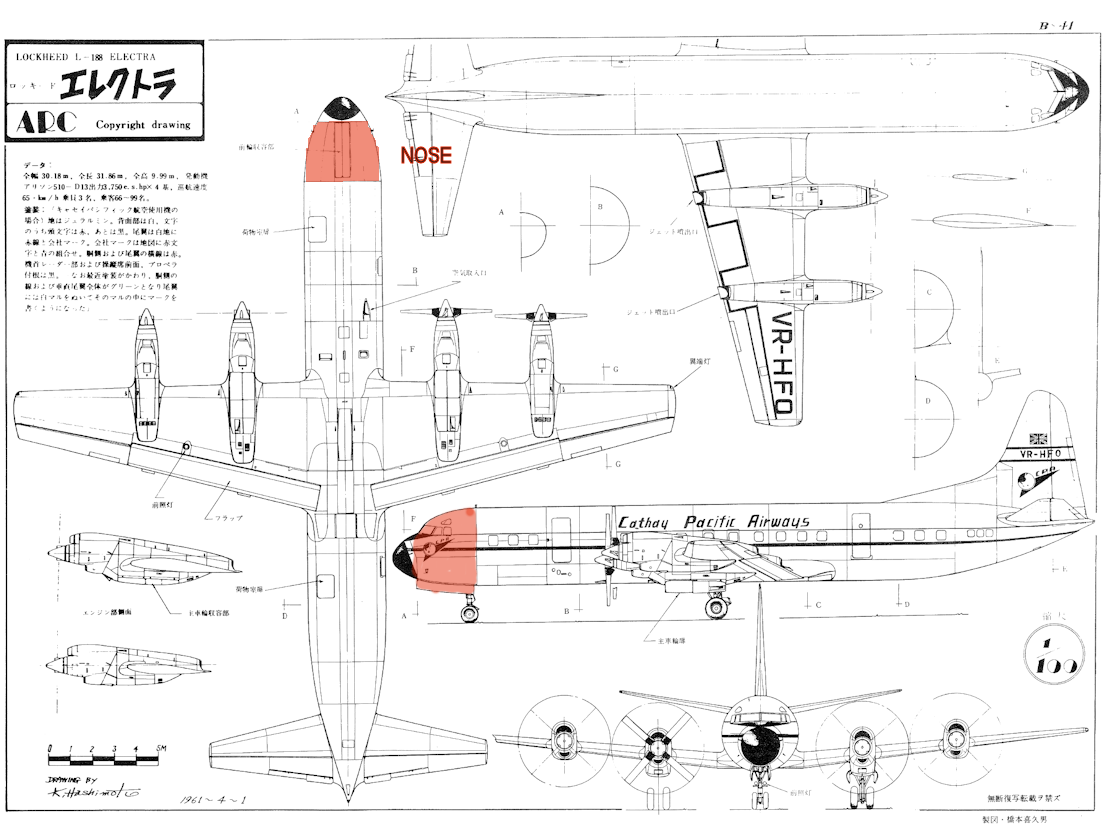 B-41
LOCKHEED L-188 ELECTRA
ロッキード エレクトラ
ARC Copyright drawing
データ:
全幅 30.18m、全長 31.86m、全高 9.99m、発動機
アリソン510-D13出力3,750e.s.hp×4基、巡航速度
65・km/h 乗員3名、乗客66〜99名。
塗装:「キャセイパシフィック航空使用機の
場合」地はジュラルミン、背面部は白、文字
のうち頭文字は赤、あとは黒。尾翼は白地に
赤線と会社マーク。会社マークは地図に赤文
字と青の組合せ。胴側および尾翼の横線は赤。
機首レーダー部および操縦席前面、プロペラ
付根は黒。 なお最近塗装がかわり、胴側の
線および垂直尾翼全体がグリーンとなり尾翼
には白マルをぬいてそのマルの中にマークを
書くようになった」
A
前輪収容部
NOSE
荷物室扉
B
空気取入口
F
G
翼端灯
G
前照灯
フラップ
A
B
ジェット噴出口
ジェット噴出口
VR-HFO
C
D
E
F
VR-HFO
CPA
F
Cathay Pacific Airways
CPA
E
A
B
C
D
主車輪扉
エンジン部側面
主車輪収容部
荷物室扉
D
1/100
0 1 2 3 4 5M
DRAWING BY
K.Hashimoto
1961〜4〜1
前照灯
無断復写転載ヲ禁ズ
製図・橋本喜久男